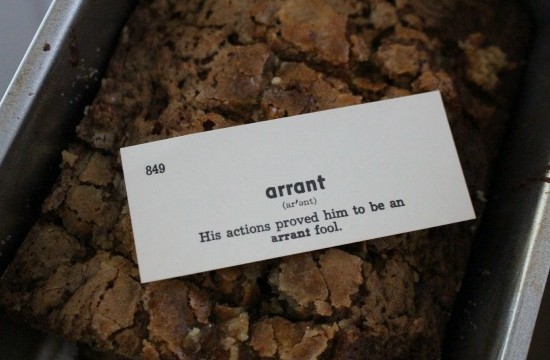 849
arrant
(ar′ənt)
His actions proved him to be an
arrant fool.